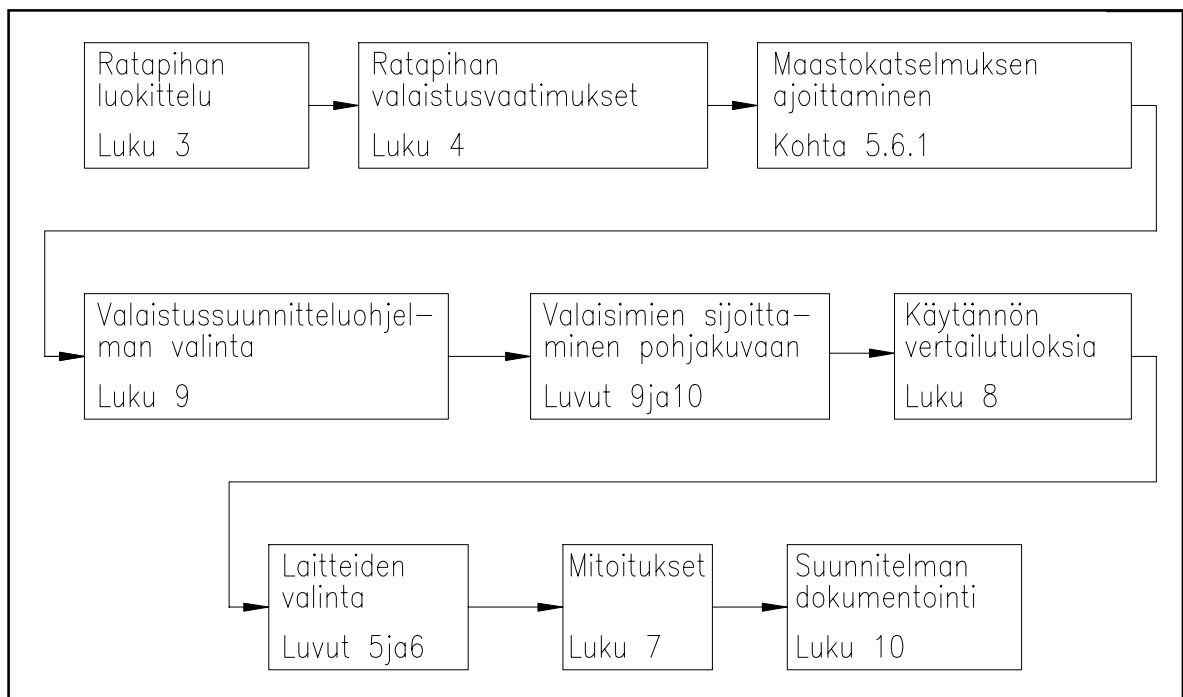 Ratapihan
luokittelu
Luku 3
Ratapihan
valaistusvaatimukset
Luku 4
Maastokatselmuksen
ajoittaminen
Kohta 5.6.1
Valaistussuunnitteluohjel–
man valinta
Luku 9
Valaisimien sijoitta–
minen pohjakuvaan
Luvut 9ja10
Käytännön
vertailutuloksia
Luku 8
Laitteiden
valinta
Luvut 5ja6
Mitoitukset
Luku 7
Suunnitelman
dokumentointi
Luku 10